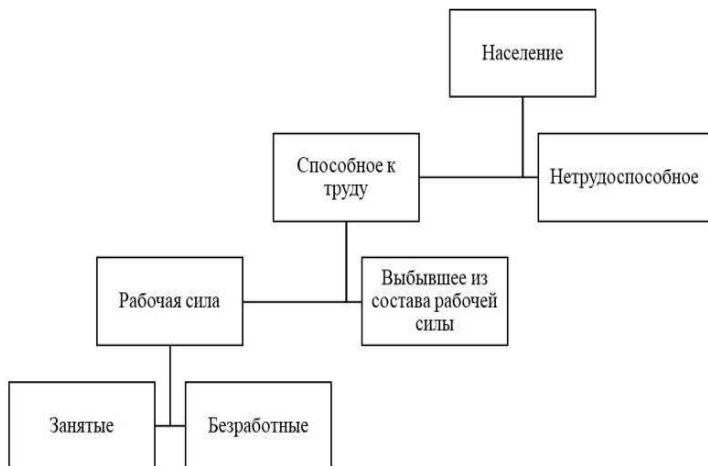 Население
Способное к
труду
Нетрудоспособное
Рабочая сила
Выбывшее из
состава рабочей
силы
Занятые
Безработные